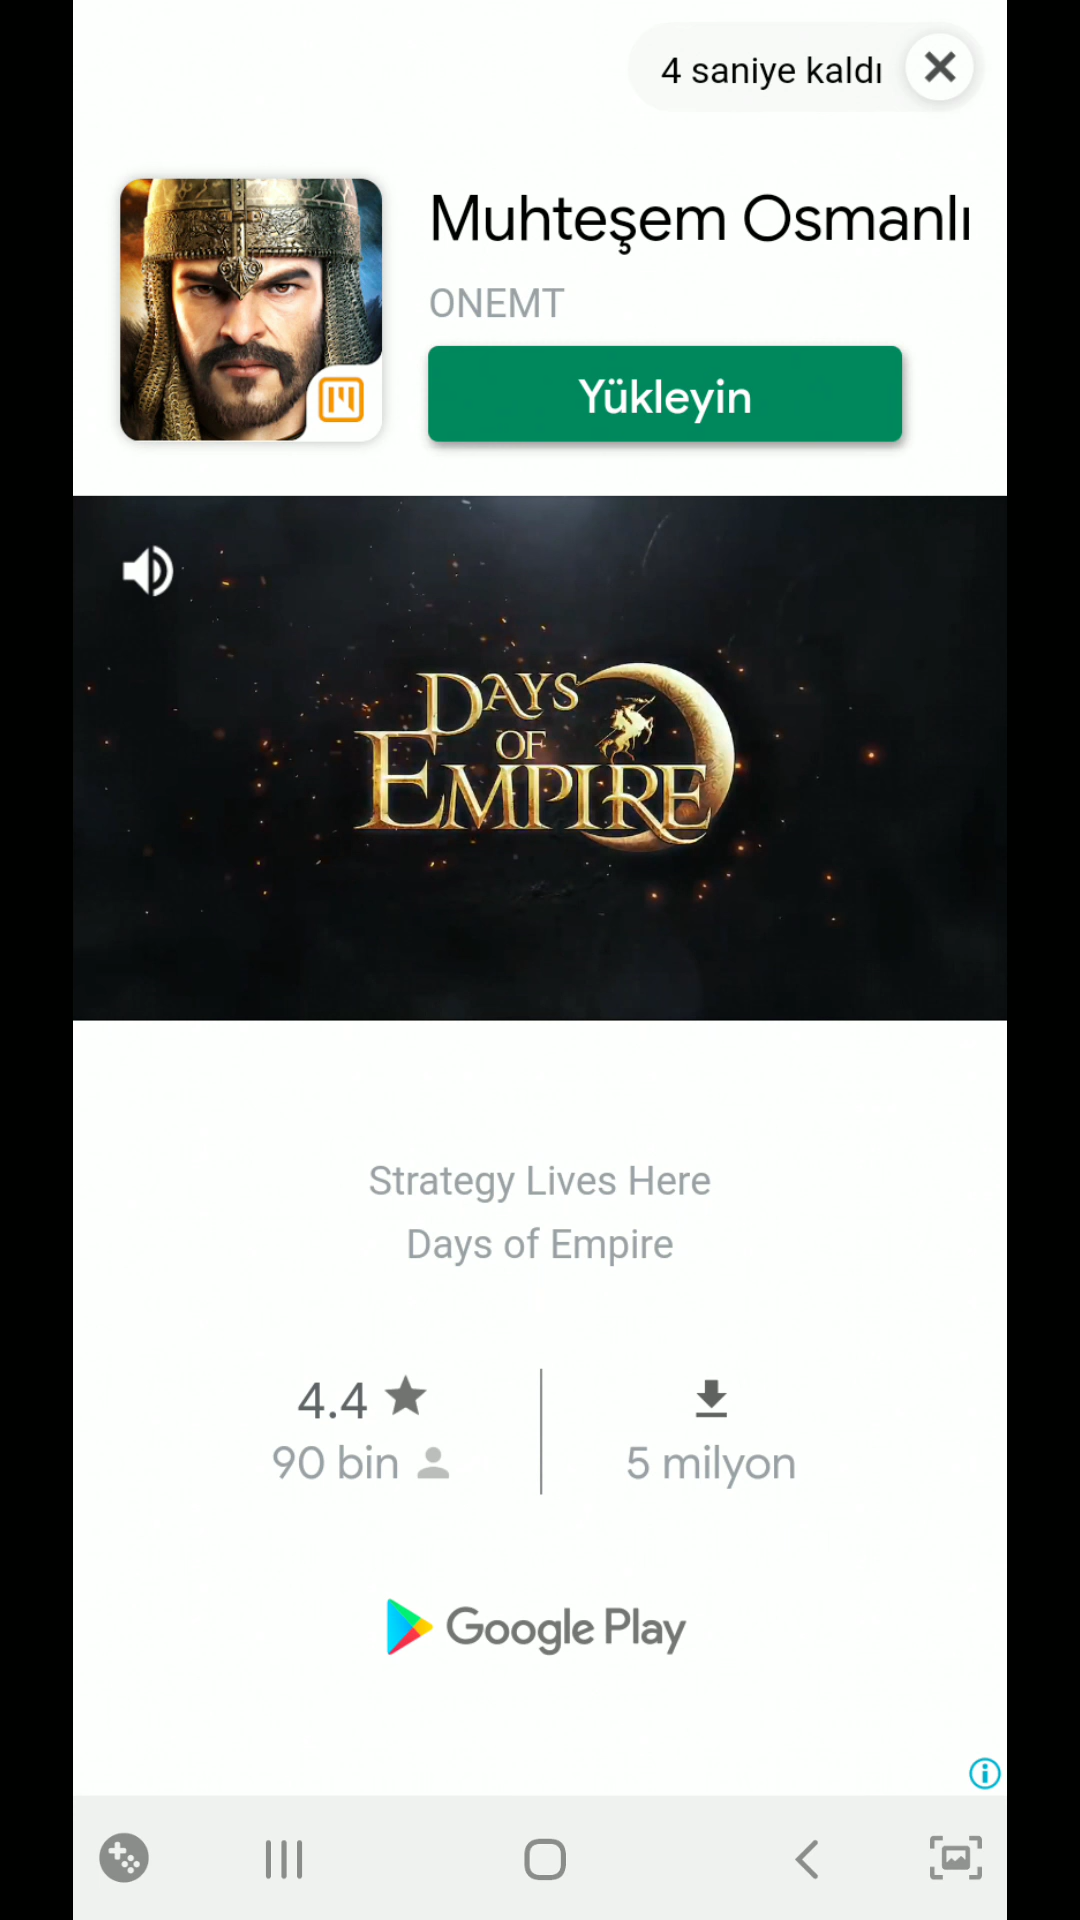 4 saniye kaldı
Muhteşem Osmanlı
ONEMT
Yükleyin
DAYS
OF
EMPIRE
Strategy Lives Here
Days of Empire
4.4
90 bin
5 milyon
Google Play